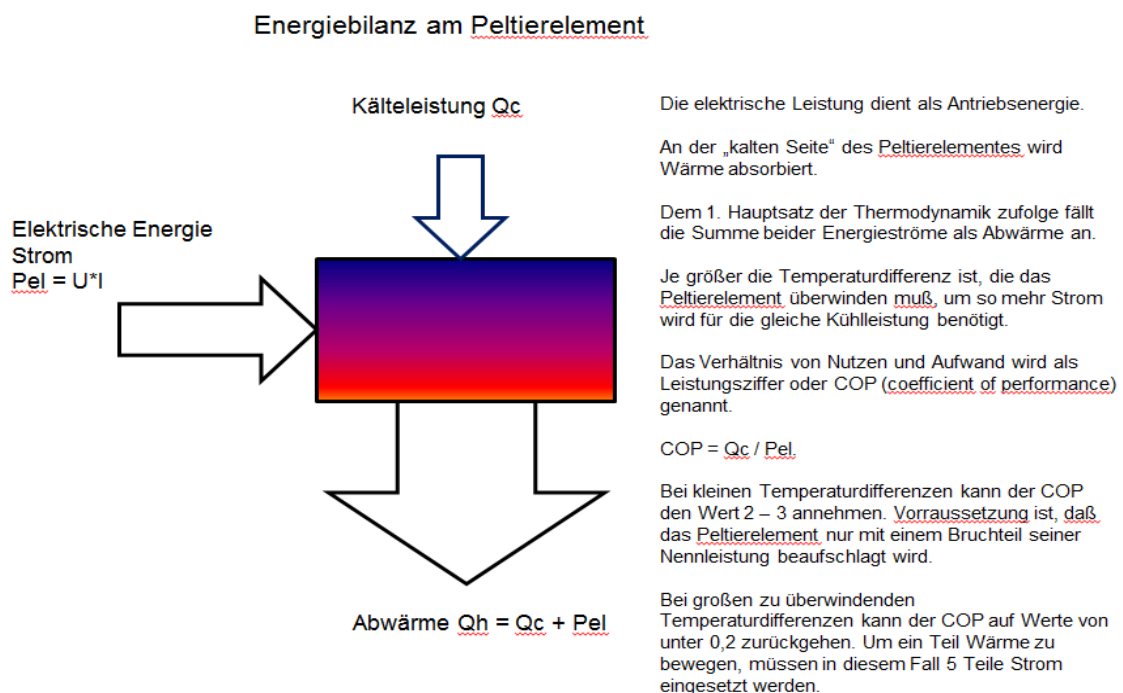 Energiebilanz am Peltierelement
Kälteleistung Qc
Elektrische Energie
Strom
Pel = U*I
Abwärme Qh = Qc + Pel
Die elektrische Leistung dient als Antriebsenergie.
An der „kalten Seite“ des Peltierelementes wird
Wärme absorbiert.
Dem 1. Hauptsatz der Thermodynamik zufolge fällt
die Summe beider Energieströme als Abwärme an.
Je größer die Temperaturdifferenz ist, die das
Peltierelement überwinden muß, um so mehr Strom
wird für die gleiche Kühlleistung benötigt.
Das Verhältnis von Nutzen und Aufwand wird als
Leistungsziffer oder COP (coefficient of performance)
genannt.
COP = Qc / Pel.
Bei kleinen Temperaturdifferenzen kann der COP
den Wert 2 – 3 annehmen. Vorraussetzung ist, daß
das Peltierelement nur mit einem Bruchteil seiner
Nennleistung beaufschlagt wird.
Bei großen zu überwindenden
Temperaturdifferenzen kann der COP auf Werte von
unter 0,2 zurückgehen. Um ein Teil Wärme zu
bewegen, müssen in diesem Fall 5 Teile Strom
eingesetzt werden.